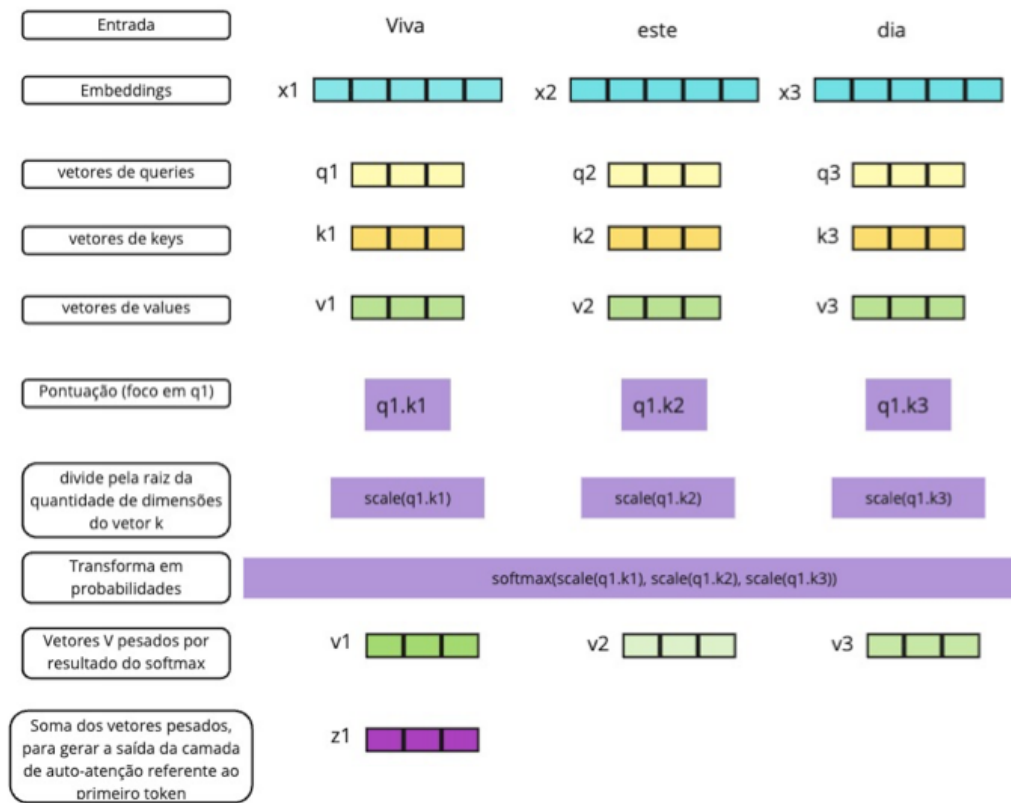 Entrada
Viva este dia
Embeddings
x1 x2 x3
vetores de queries
q1 q2 q3
vetores de keys
k1 k2 k3
vetores de values
v1 v2 v3
Pontuação (foco em q1)
q1.k1 q1.k2 q1.k3
divide pela raiz da
quantidade de dimensões
do vetor k
scale(q1.k1) scale(q1.k2) scale(q1.k3)
Transforma em
probabilidades
softmax(scale(q1.k1), scale(q1.k2), scale(q1.k3))
Vetores V pesados por
resultado do softmax
v1 v2 v3
Soma dos vetores pesados,
para gerar a saída da camada
de auto-atenção referente ao
primeiro token
z1